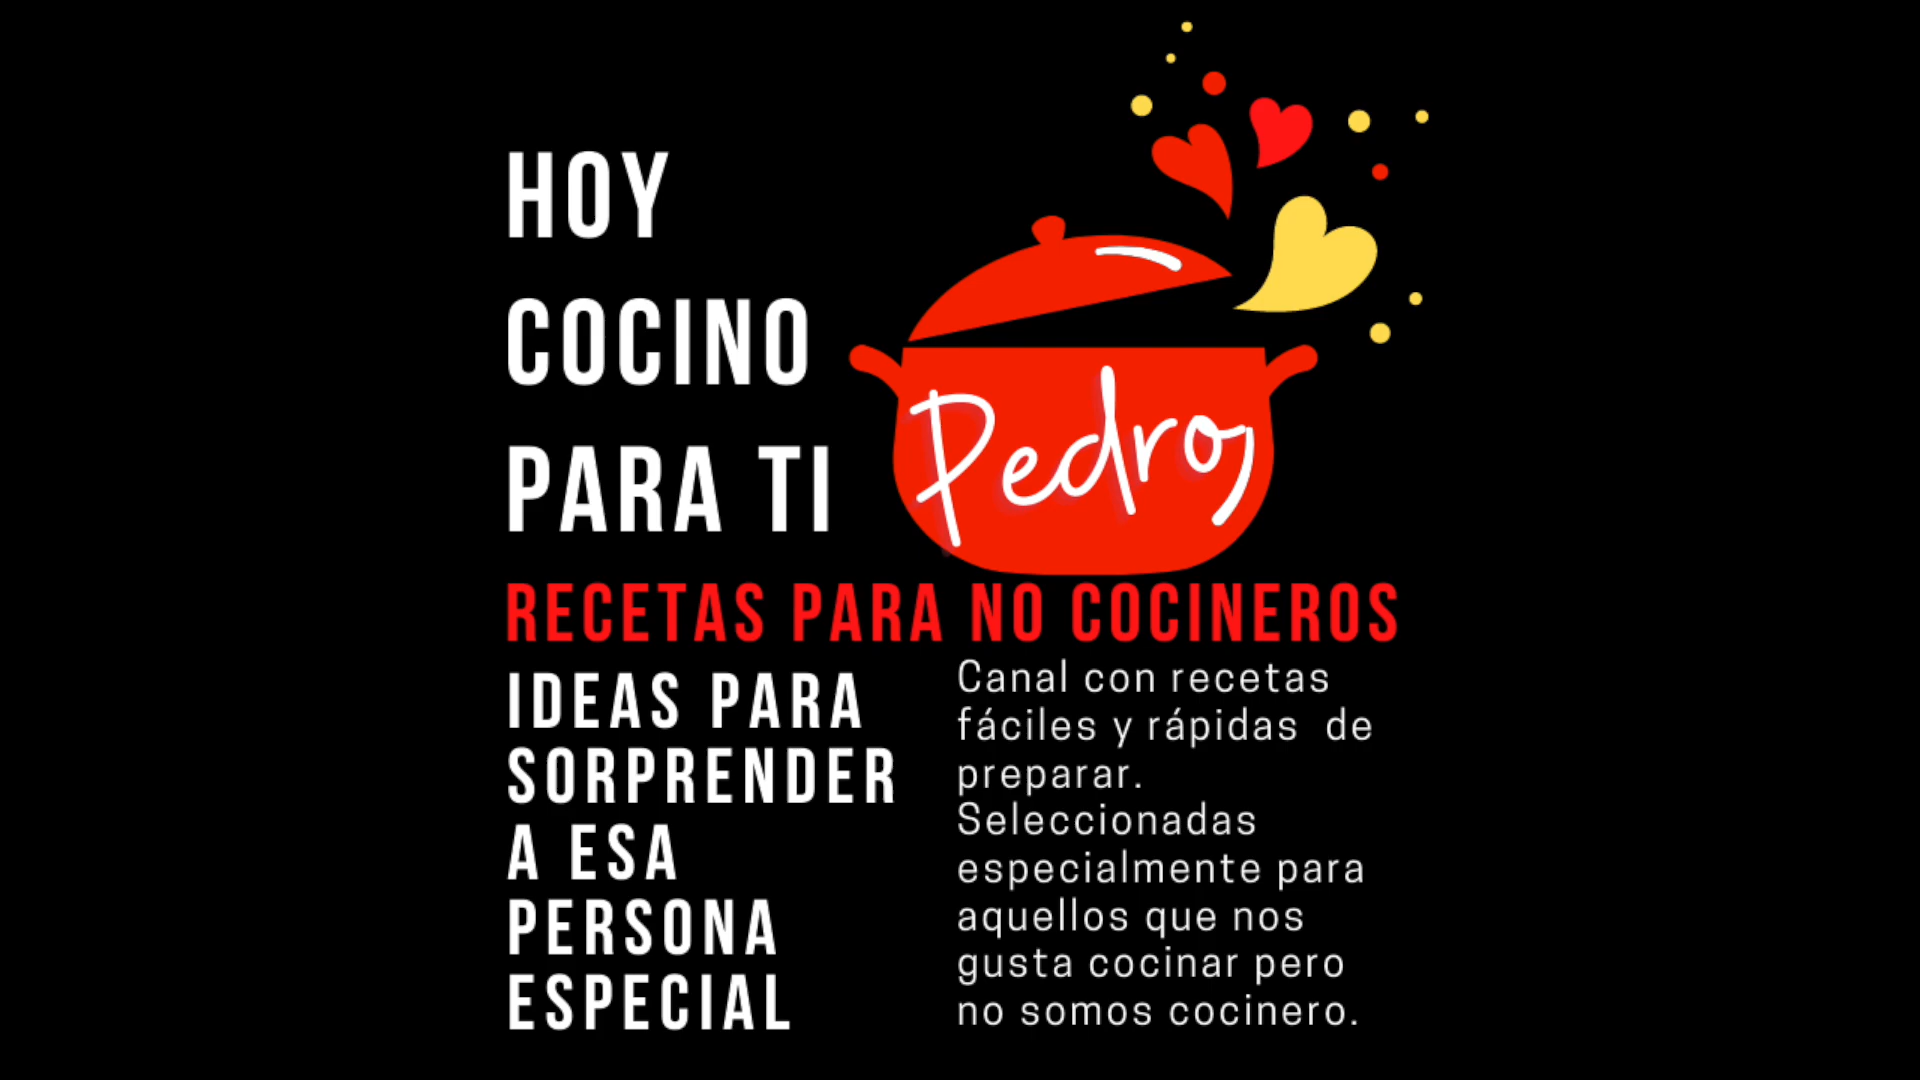 HOY
COCINO
PARA TI
Pedro
RECETAS PARA NO COCINEROS
IDEAS PARA
SORPRENDER
A ESA
PERSONA
ESPECIAL
Canal con recetas
fáciles y rápidas de
preparar.
Seleccionadas
especialmente para
aquellos que nos
gusta cocinar pero
no somos cocinero.